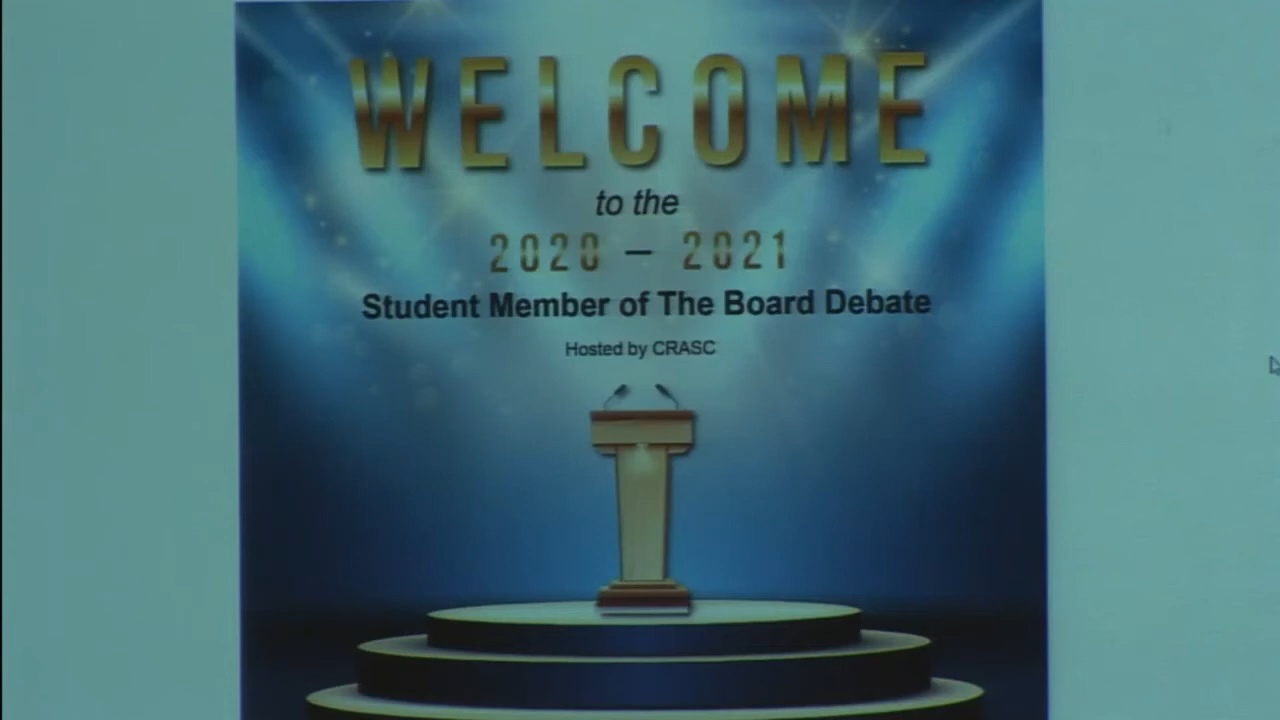 WELCOME
to the
2020 – 2021
Student Member of The Board Debate
Hosted by CRASC